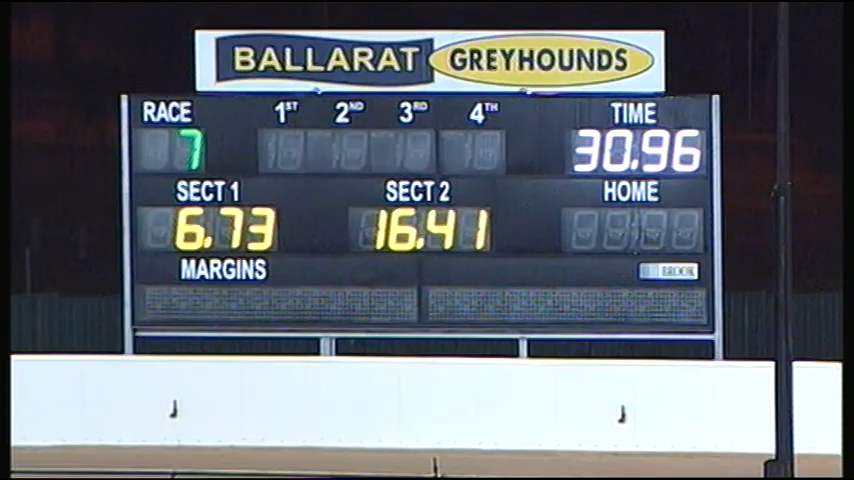 BALLARAT GREYHOUNDS
RACE 1ST 2ND 3RD 4TH TIME
7 30.96
SECT 1 SECT 2 HOME
6.73 16.41
MARGINS BROOK